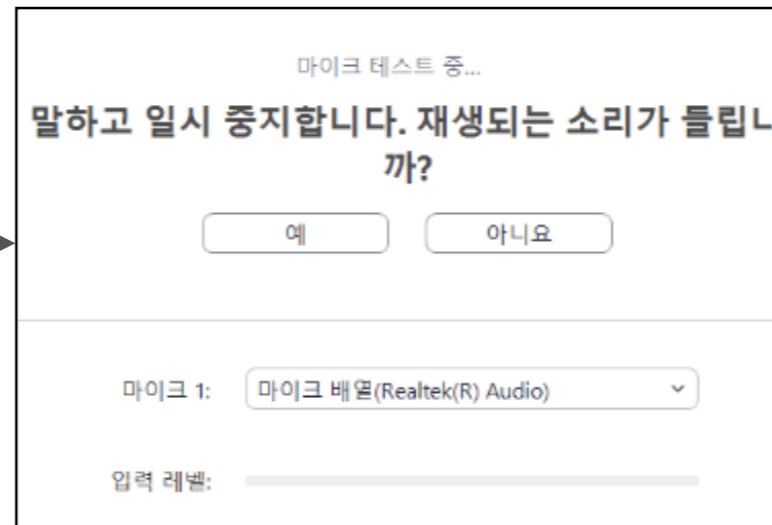 마이크 테스트 중...
말하고 일시 중지합니다. 재생되는 소리가 들립니
까?
예
아니요
마이크 1:
마이크 배열(Realtek(R) Audio)
입력 레벨: